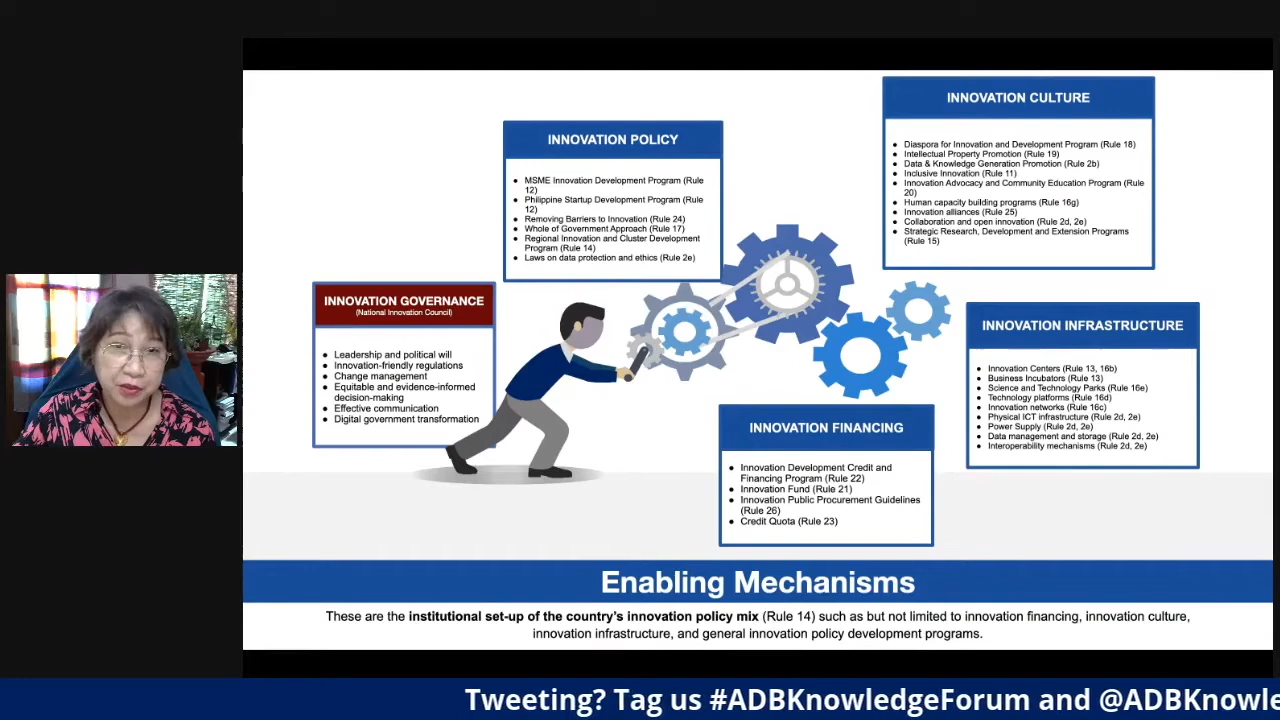 INNOVATION CULTURE
● Diaspora for Innovation and Development Program (Rule 18)
● Intellectual Property Promotion (Rule 19)
● Data & Knowledge Generation Promotion (Rule 2b)
● Inclusive Innovation (Rule 11)
● Innovation Advocacy and Community Education Program (Rule
20)
● Human capacity building programs (Rule 16g)
● Innovation alliances (Rule 25)
● Collaboration and open innovation (Rule 2d, 2e)
● Strategic Research, Development and Extension Programs
(Rule 15)
INNOVATION POLICY
● MSME Innovation Development Program (Rule
12)
● Philippine Startup Development Program (Rule
12)
● Removing Barriers to Innovation (Rule 24)
● Whole of Government Approach (Rule 17)
● Regional Innovation and Cluster Development
Program (Rule 14)
● Laws on data protection and ethics (Rule 2e)
INNOVATION GOVERNANCE
(National Innovation Council)
● Leadership and political will
● Innovation-friendly regulations
● Change management
● Equitable and evidence-informed
decision-making
● Effective communication
● Digital government transformation
INNOVATION INFRASTRUCTURE
● Innovation Centers (Rule 13, 16b)
● Business Incubators (Rule 13)
● Science and Technology Parks (Rule 16e)
● Technology platforms (Rule 16d)
● Innovation networks (Rule 16c)
● Physical ICT infrastructure (Rule 2d, 2e)
● Power Supply (Rule 2d, 2e)
● Data management and storage (Rule 2d, 2e)
● Interoperability mechanisms (Rule 2d, 2e)
INNOVATION FINANCING
● Innovation Development Credit and
Financing Program (Rule 22)
● Innovation Fund (Rule 21)
● Innovation Public Procurement Guidelines
(Rule 26)
● Credit Quota (Rule 23)
Enabling Mechanisms
These are the institutional set-up of the country's innovation policy mix (Rule 14) such as but not limited to innovation financing, innovation culture,
innovation infrastructure, and general innovation policy development programs.
Tweeting? Tag us #ADBKnowledgeForum and @ADBKnowle